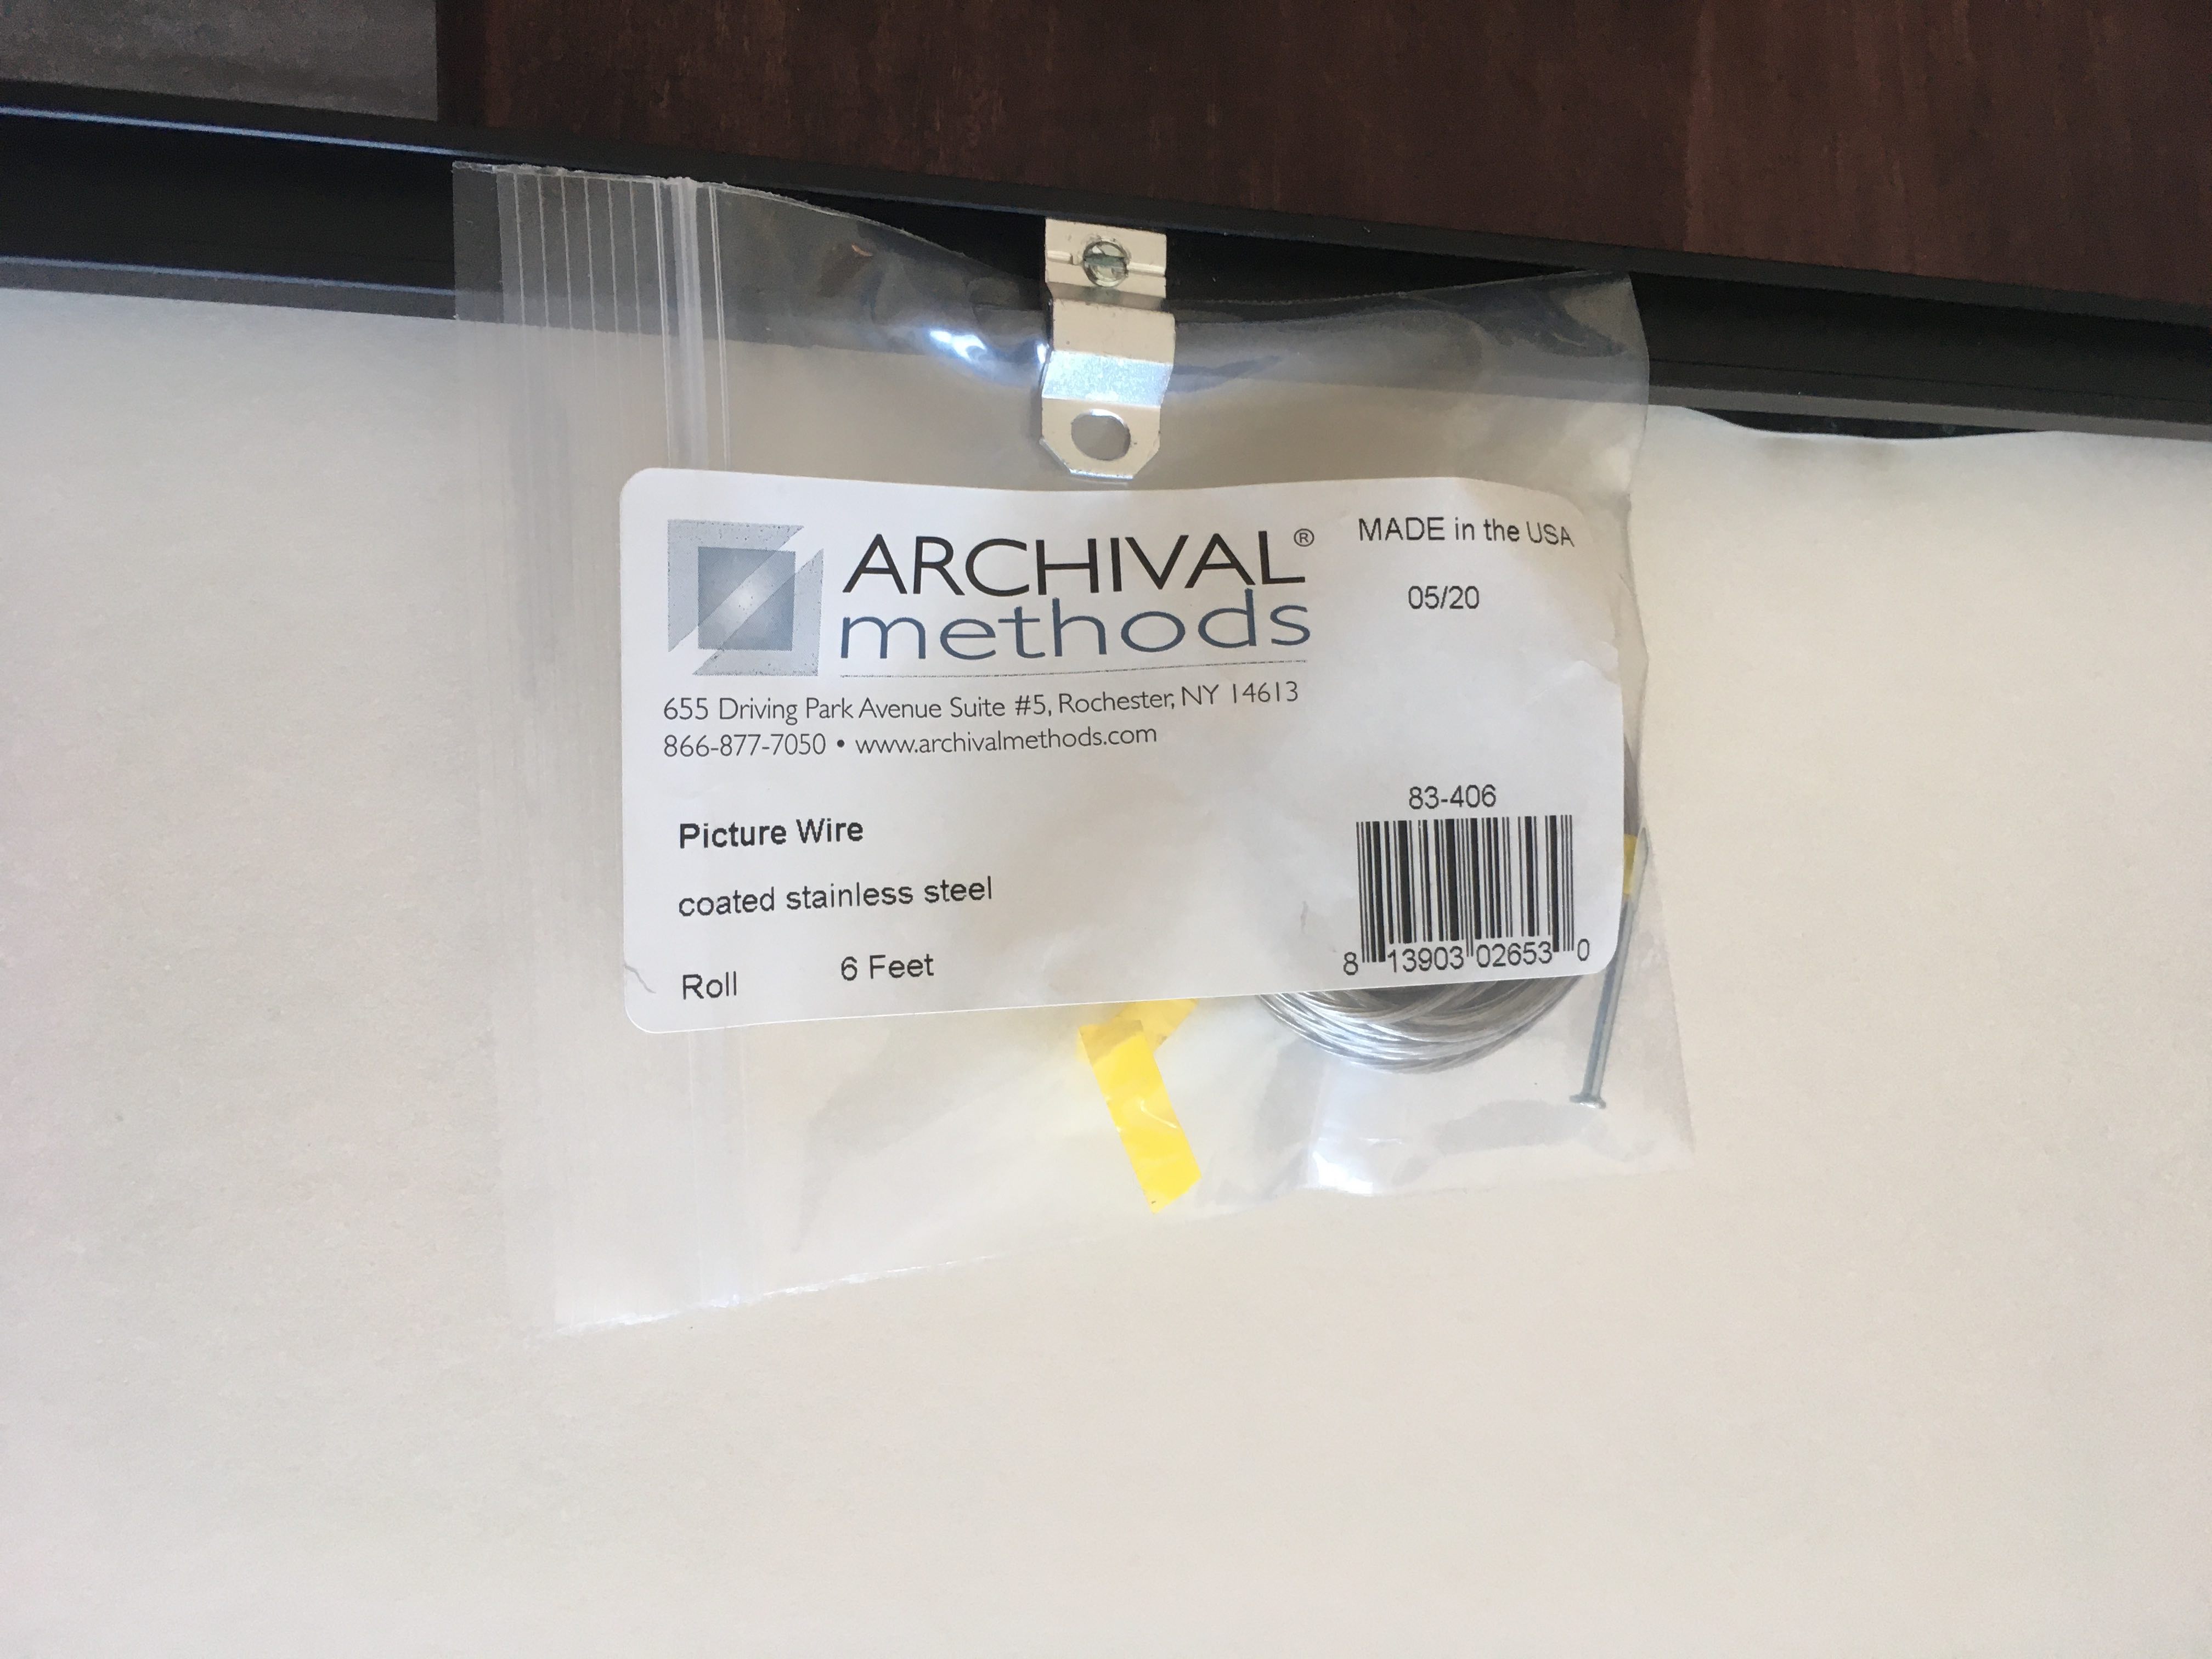 ARCHIVAL®
methods
655 Driving Park Avenue Suite #5, Rochester, NY 14613
866-877-7050 • www.archivalmethods.com
MADE in the USA
05/20
Picture Wire
coated stainless steel
Roll 6 Feet
83-406
8 13903 02653 0